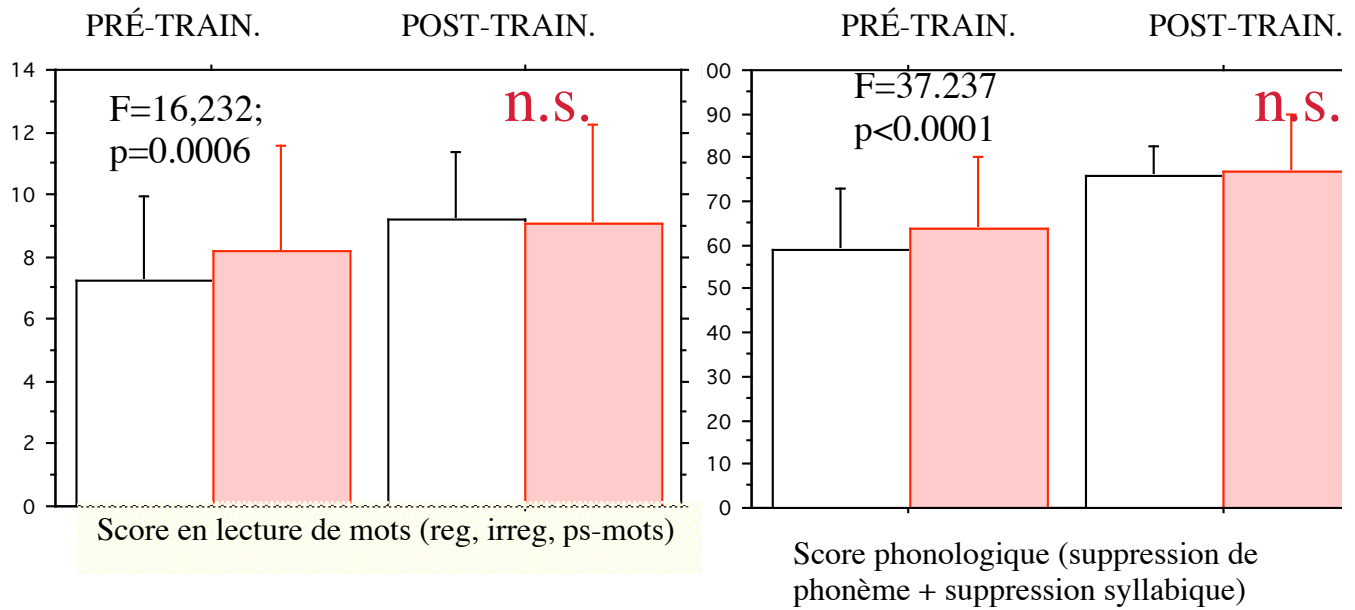 PRÉ-TRAIN. POST-TRAIN.
14
12
10
8
6
4
2
0
F=16,232;
p=0.0006
n.s.
Score en lecture de mots (reg, irreg, ps-mots)
PRÉ-TRAIN. POST-TRAIN.
00
90
80
70
60
50
40
30
20
10
0
F=37.237
p<0.0001
n.s.
Score phonologique (suppression de
phonème + suppression syllabique)